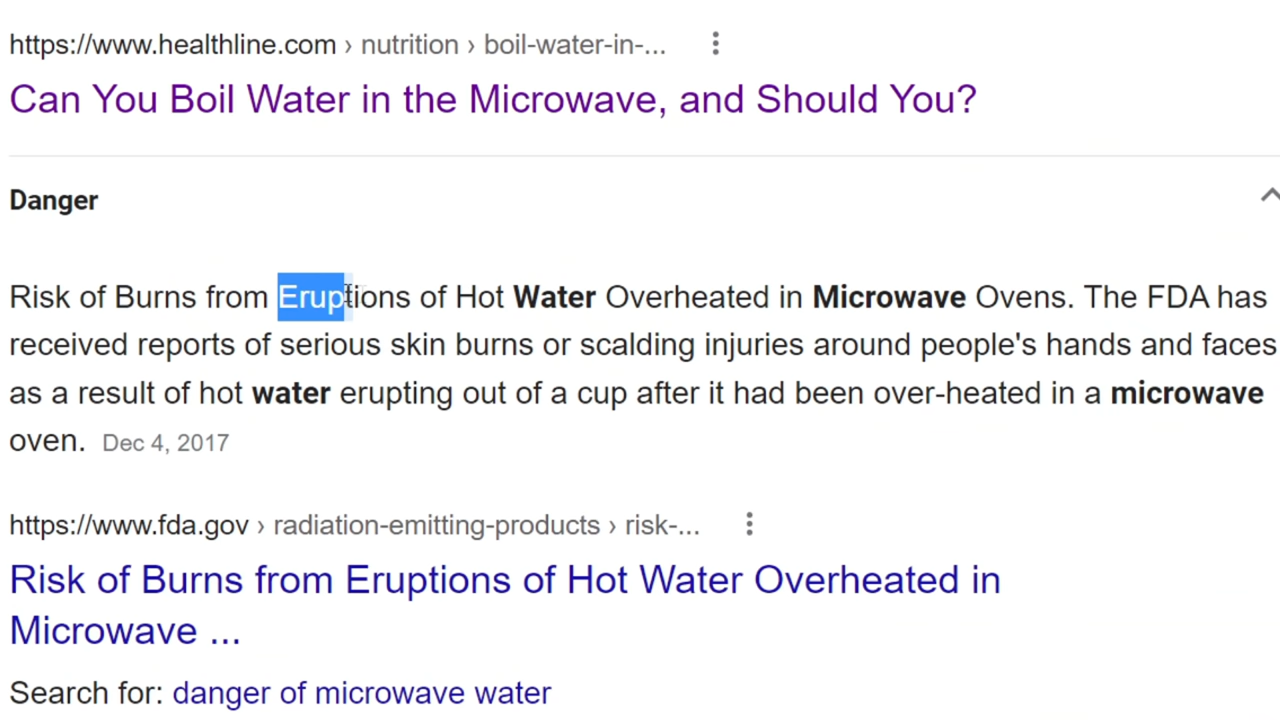 https://www.healthline.com › nutrition › boil-water-in-...
Can You Boil Water in the Microwave, and Should You?
Danger
Risk of Burns from Eruptions of Hot Water Overheated in Microwave Ovens. The FDA has
received reports of serious skin burns or scalding injuries around people's hands and faces
as a result of hot water erupting out of a cup after it had been over-heated in a microwave
oven. Dec 4, 2017
https://www.fda.gov › radiation-emitting-products › risk-...
Risk of Burns from Eruptions of Hot Water Overheated in
Microwave ...
Search for: danger of microwave water